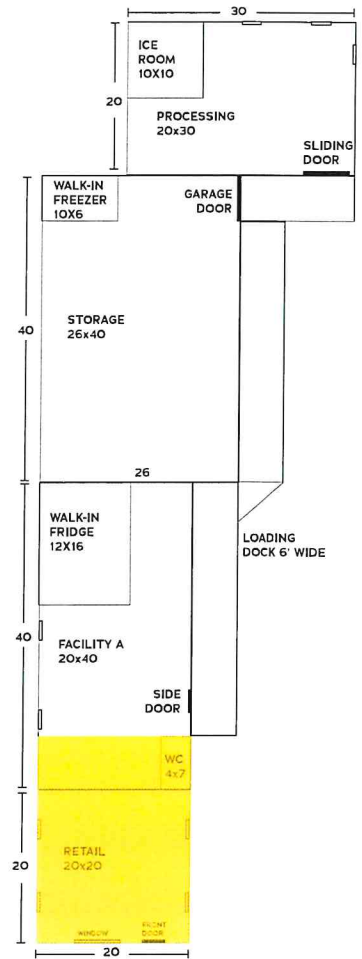 30
ICE
ROOM
10X10
20
PROCESSING
20x30
SLIDING
DOOR
WALK-IN
FREEZER
10X6
GARAGE
DOOR
STORAGE
26x40
40
26
WALK-IN
FRIDGE
12X16
LOADING
DOCK 6' WIDE
FACILITY A
20x40
40
SIDE
DOOR
WC
4x7
RETAIL
20x20
20
WINDOW
FRONT
DOOR
20